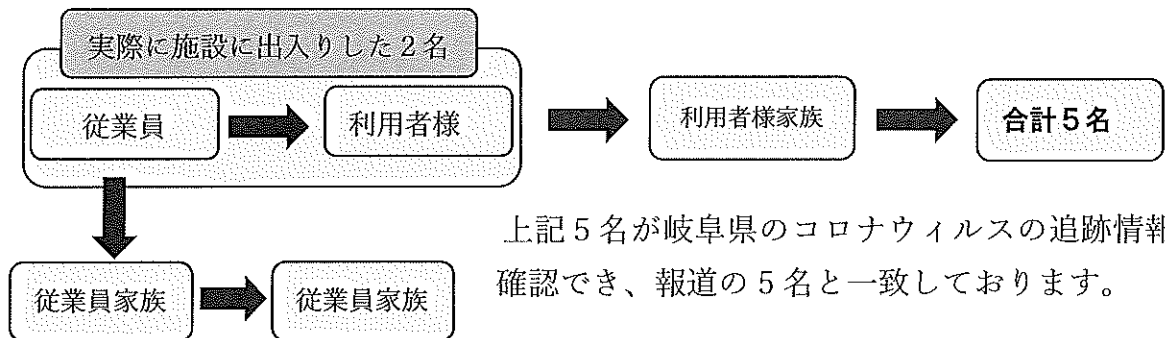 実際に施設に出入りした2名
従業員
利用者様
利用者様家族
合計5名
上記5名が岐阜県のコロナウィルスの追跡情報
確認でき、報道の5名と一致しております。
従業員家族
従業員家族